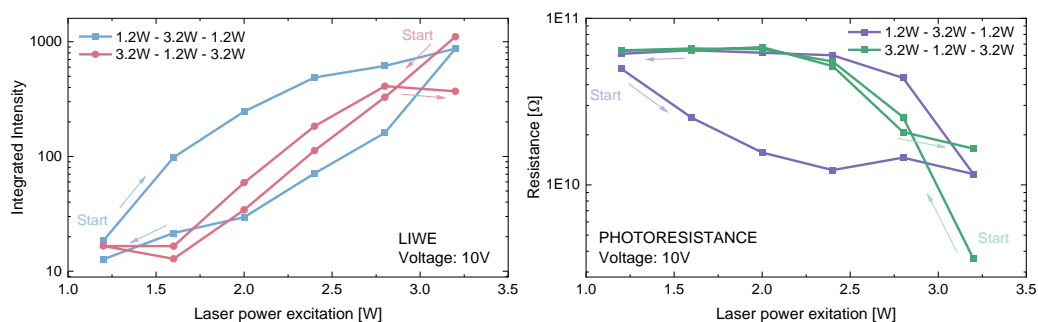 1000
100
10
Integrated Intensity
1.2W - 3.2W - 1.2W
3.2W - 1.2W - 3.2W
Start
Start
LIWE
Voltage: 10V
1.0 1.5 2.0 2.5 3.0 3.5
Laser power excitation [W]
1E11
1E10
Resistance [Ω]
1.2W - 3.2W - 1.2W
3.2W - 1.2W - 3.2W
Start
Start
PHOTORESISTANCE
Voltage: 10V
1.0 1.5 2.0 2.5 3.0 3.5
Laser power exitation [W]